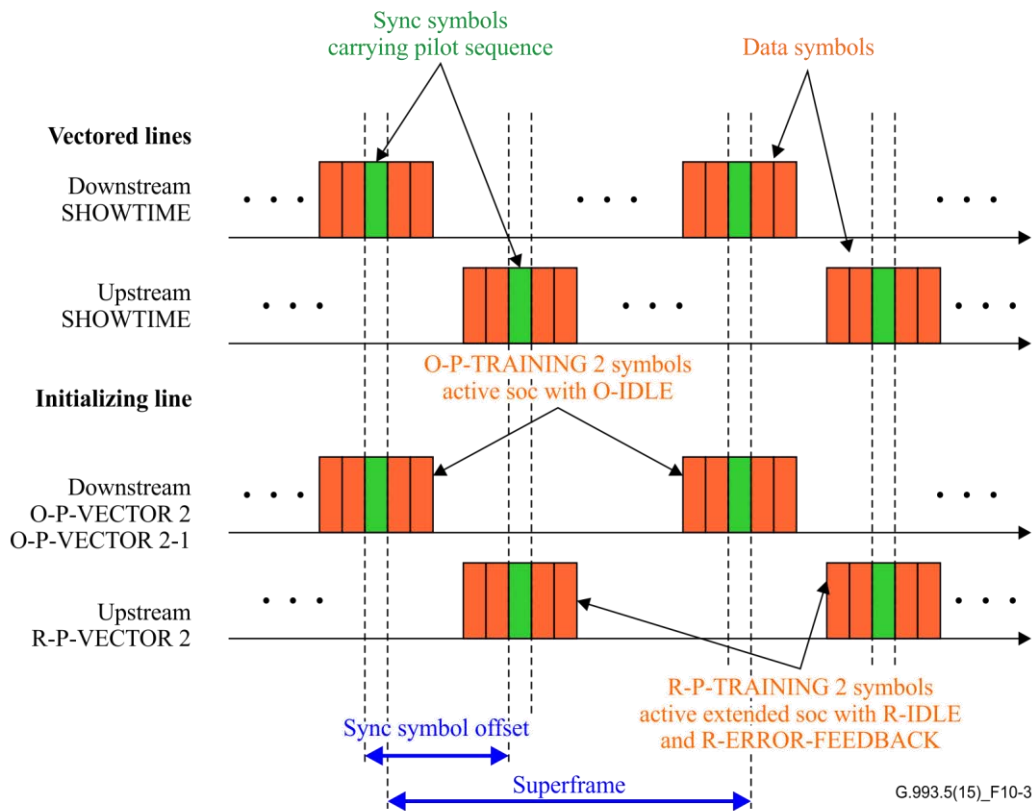 Sync symbols
carrying pilot sequence
Data symbols
Vectored lines
Downstream
SHOWTIME
Upstream
SHOWTIME
O-P-TRAINING 2 symbols
active soc with O-IDLE
Initializing line
Downstream
O-P-VECTOR 2
O-P-VECTOR 2-1
Upstream
R-P-VECTOR 2
R-P-TRAINING 2 symbols
active extended soc with R-IDLE
and R-ERROR-FEEDBACK
Sync symbol offset
Superframe
G.993.5(15)_F10-3